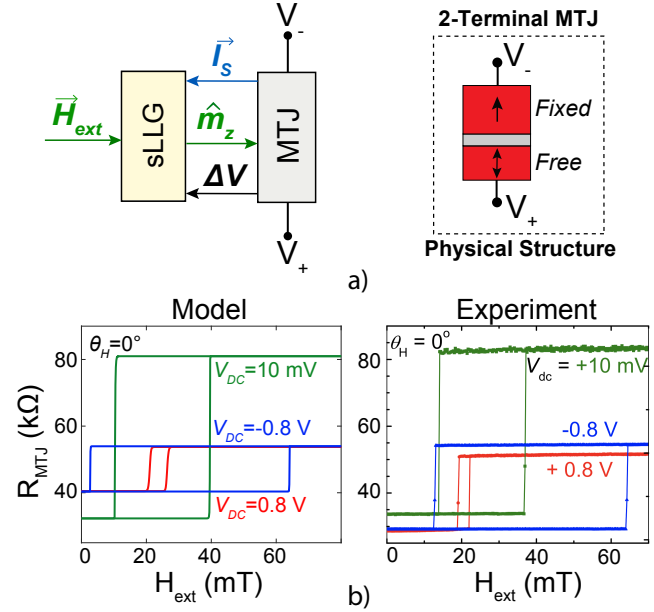 2-Terminal MTJ
V-
I_S
H_ext
sLLG
m̂_z
MTJ
ΔV
V+
V-
Fixed
Free
V+
Physical Structure
a)
Model
θ_H=0°
V_DC=10 mV
V_DC=-0.8 V
V_DC=0.8 V
80
60
40
R_MTJ (kΩ)
0 20 40 60 80
H_ext (mT)
Experiment
θ_H = 0°
V_dc = +10 mV
-0.8 V
+ 0.8 V
80
60
40
0 20 40 60
H_ext (mT)
b)